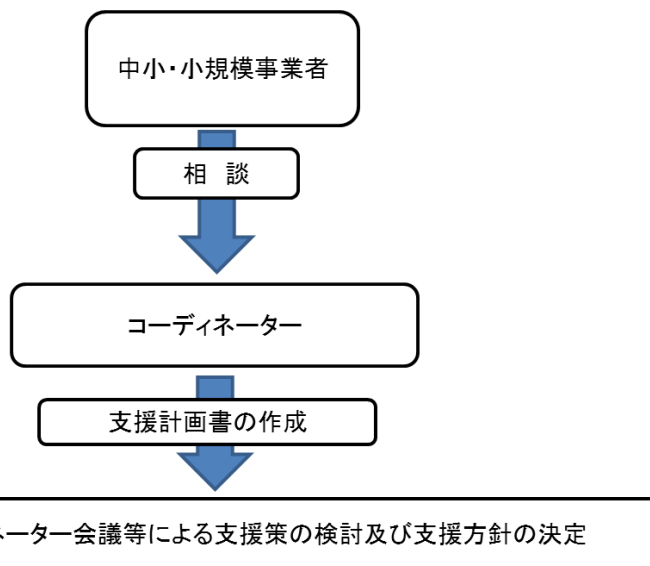 中小・小規模事業者
相　談
コーディネーター
支援計画書の作成
ネーター会議等による支援策の検討及び支援方針の決定